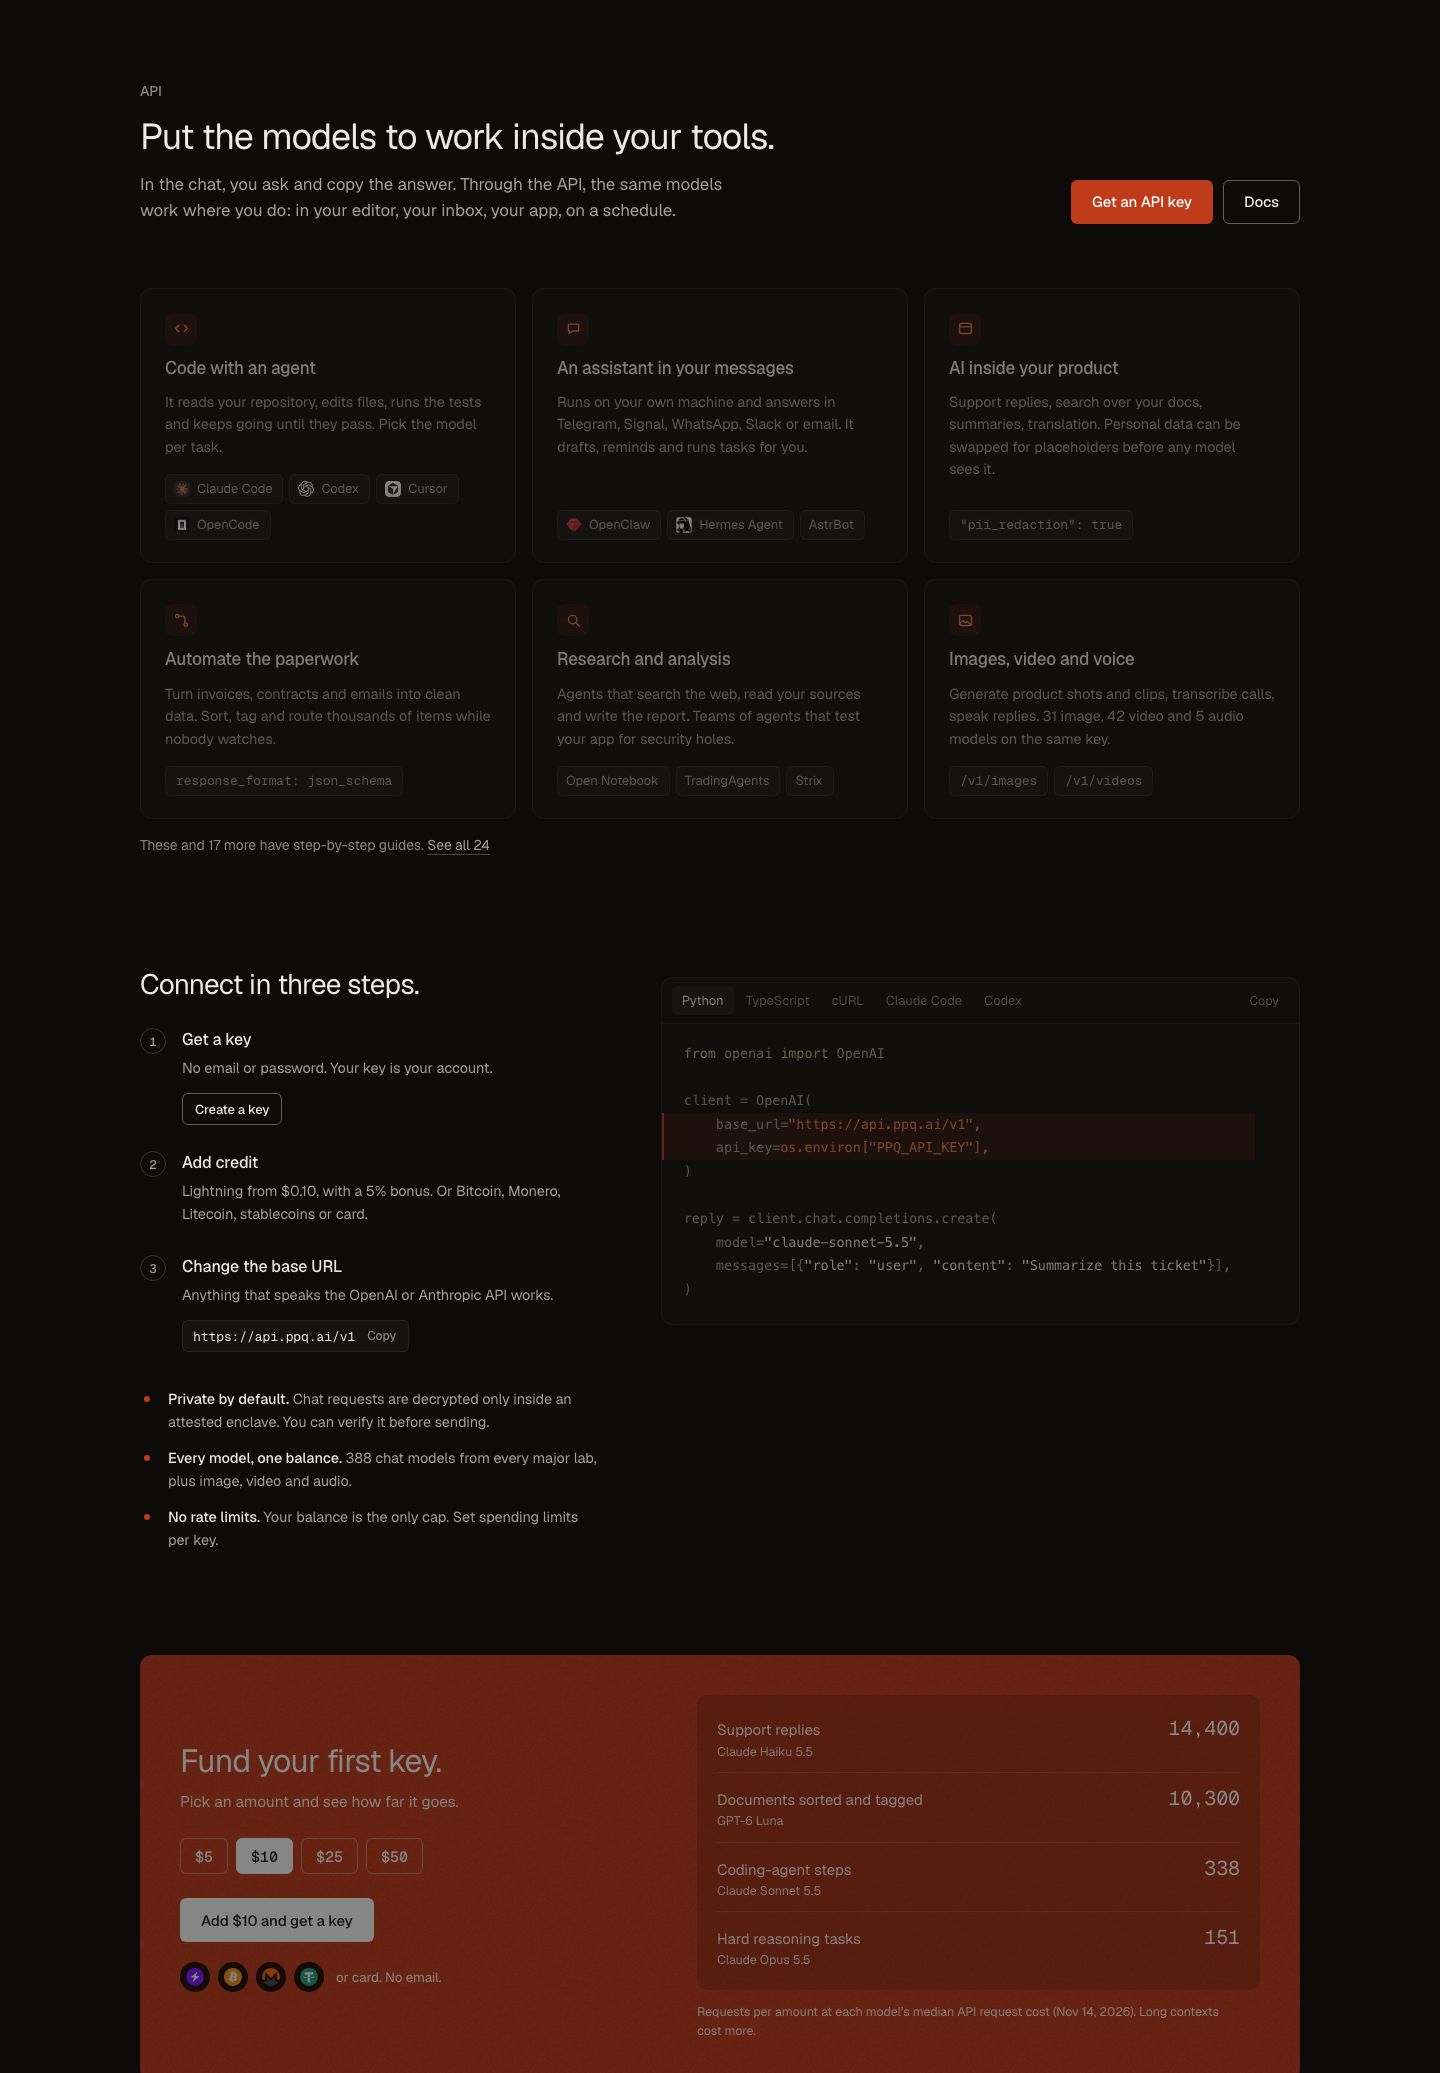 API
Put the models to work inside your tools.
In the chat, you ask and copy the answer. Through the API, the same models
work where you do: in your editor, your inbox, your app, on a schedule.
Get an API key
Docs
Code with an agent
It reads your repository, edits files, runs the tests
and keeps going until they pass. Pick the model
per task.
Claude Code
Codex
Cursor
OpenCode
An assistant in your messages
Runs on your own machine and answers in
Telegram, Signal, WhatsApp, Slack or email. It
drafts, reminds and runs tasks for you.
OpenClaw
Hermes Agent
AstrBot
AI inside your product
Support replies, search over your docs,
summaries, translation. Personal data can be
swapped for placeholders before any model
sees it.
"pii_redaction": true
Automate the paperwork
Turn invoices, contracts and emails into clean
data. Sort, tag and route thousands of items while
nobody watches.
response_format: json_schema
Research and analysis
Agents that search the web, read your sources
and write the report. Teams of agents that test
your app for security holes.
Open Notebook
TradingAgents
Strix
Images, video and voice
Generate product shots and clips, transcribe calls,
speak replies. 31 image, 42 video and 5 audio
models on the same key.
/v1/images
/v1/videos
These and 17 more have step-by-step guides. See all 24
Connect in three steps.
1
Get a key
No email or password. Your key is your account.
Create a key
2
Add credit
Lightning from $0.10, with a 5% bonus. Or Bitcoin, Monero,
Litecoin, stablecoins or card.
3
Change the base URL
Anything that speaks the OpenAI or Anthropic API works.
https://api.ppq.ai/v1 Copy
Private by default. Chat requests are decrypted only inside an
attested enclave. You can verify it before sending.
Every model, one balance. 388 chat models from every major lab,
plus image, video and audio.
No rate limits. Your balance is the only cap. Set spending limits
per key.
Python TypeScript cURL Claude Code Codex Copy
from openai import OpenAI
client = OpenAI(
base_url="https://api.ppq.ai/v1",
api_key=os.environ["PPQ_API_KEY"],
)
reply = client.chat.completions.create(
model="claude-sonnet-5.5",
messages=[{"role": "user", "content": "Summarize this ticket"}],
)
Fund your first key.
Pick an amount and see how far it goes.
$5 $10 $25 $50
Add $10 and get a key
or card. No email.
Support replies 14,400
Claude Haiku 5.5
Documents sorted and tagged 10,300
GPT-6 Luna
Coding-agent steps 338
Claude Sonnet 5.5
Hard reasoning tasks 151
Claude Opus 5.5
Requests per amount at each model's median API request cost (Nov 14, 2026). Long contexts
cost more.